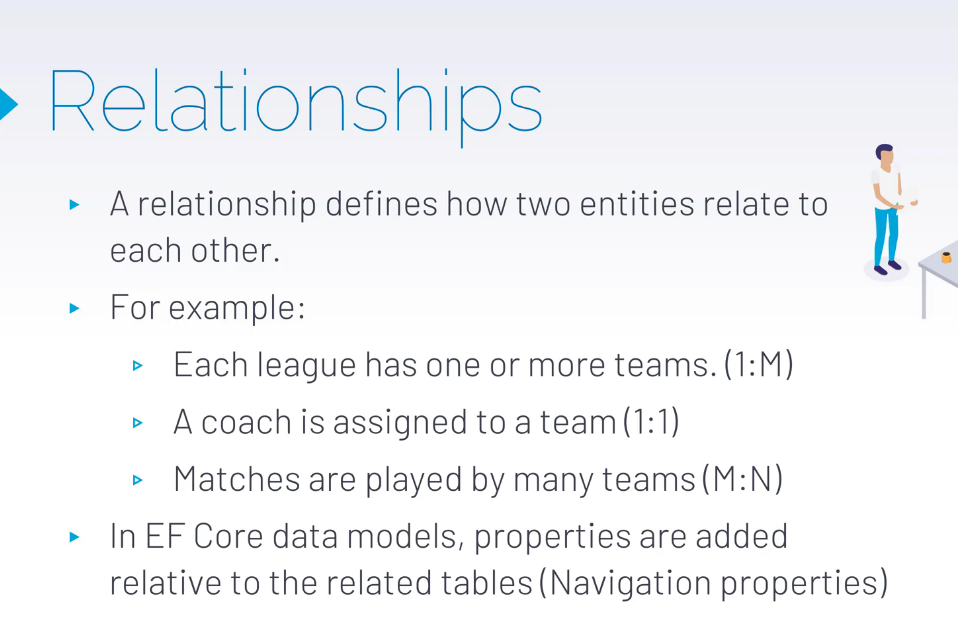 Relationships
A relationship defines how two entities relate to
each other.
For example:
Each league has one or more teams. (1:M)
A coach is assigned to a team (1:1)
Matches are played by many teams (M:N)
In EF Core data models, properties are added
relative to the related tables (Navigation properties)